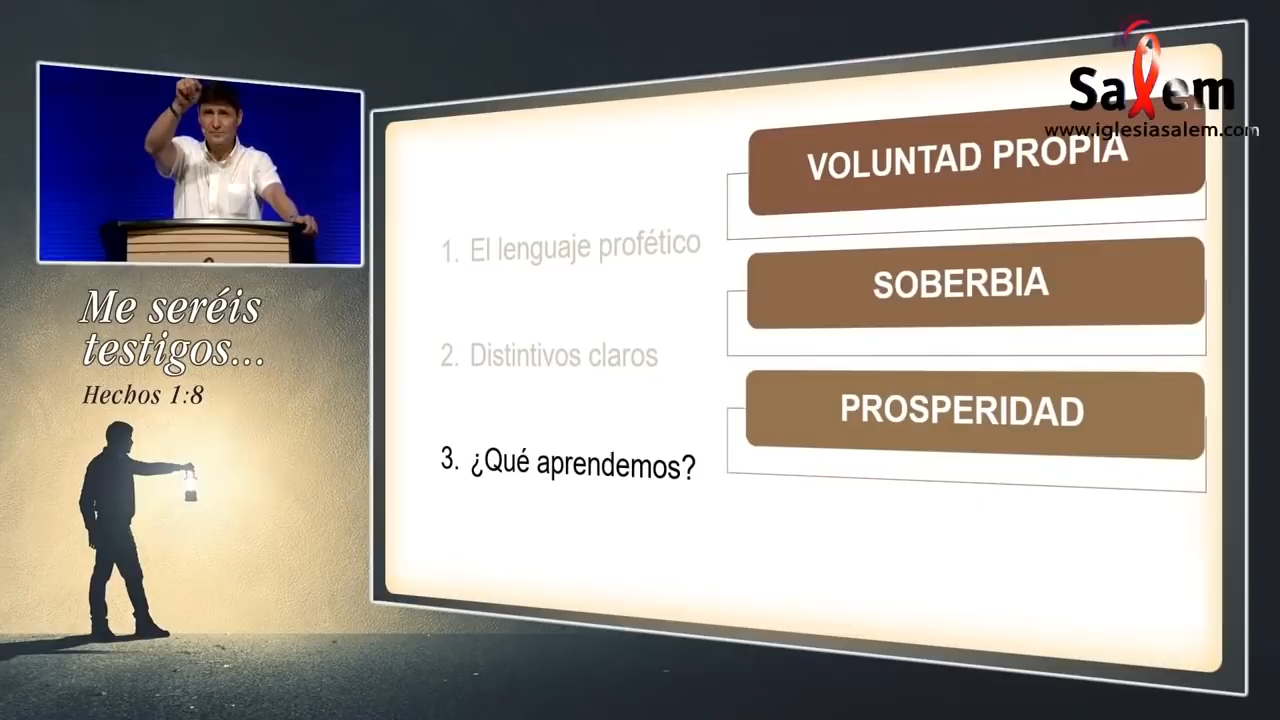 Salem
www.iglesiasalem.com
VOLUNTAD PROPIA
1. El lenguaje profético
SOBERBIA
2. Distintivos claros
PROSPERIDAD
3. ¿Qué aprendemos?
Me seréis
testigos...
Hechos 1:8